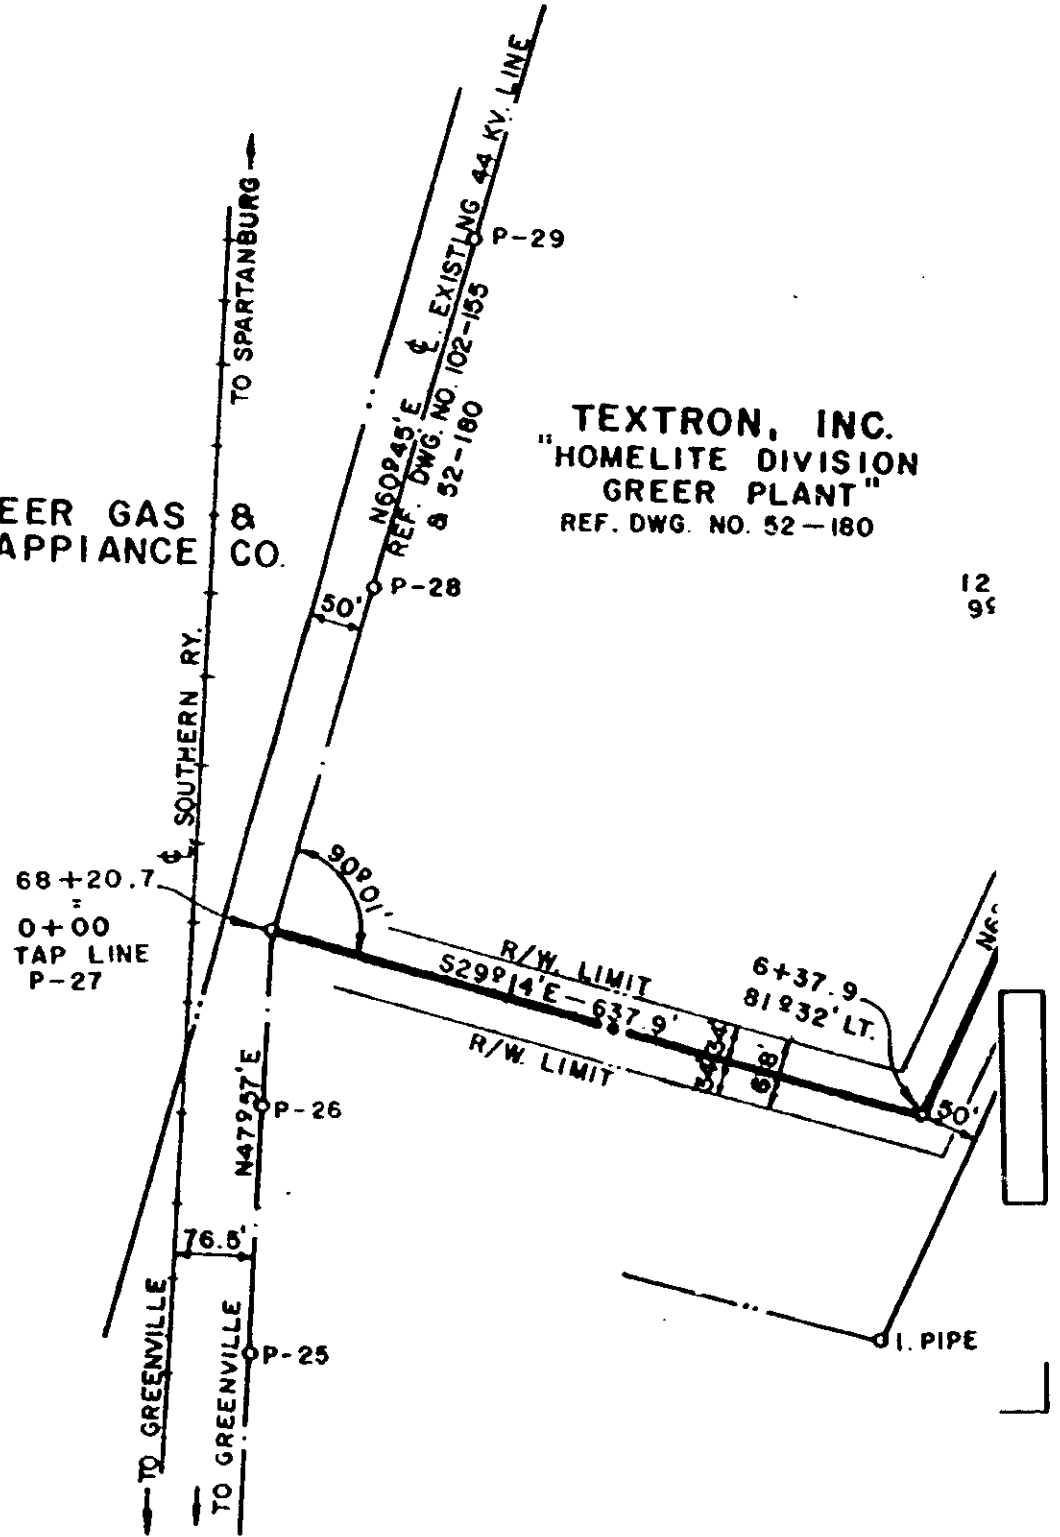 TO SPARTANBURG
℄ EXISTING 44 KV. LINE
P-29
N60°45'E
REF. DWG. NO. 102-155
& 52-180
TEXTRON, INC.
"HOMELITE DIVISION
GREER PLANT"
REF. DWG. NO. 52-180
EER GAS &
APPIANCE CO.
12
P-28
50'
℄ SOUTHERN RY.
90°01'
68+20.7
=
0+00
TAP LINE
P-27
R/W. LIMIT
S29°14'E-637.9'
R/W. LIMIT
34' 34'
68'
6+37.9
81°32' LT.
50'
N47°57'E
P-26
76.5'
P-25
I. PIPE
TO GREENVILLE
TO GREENVILLE